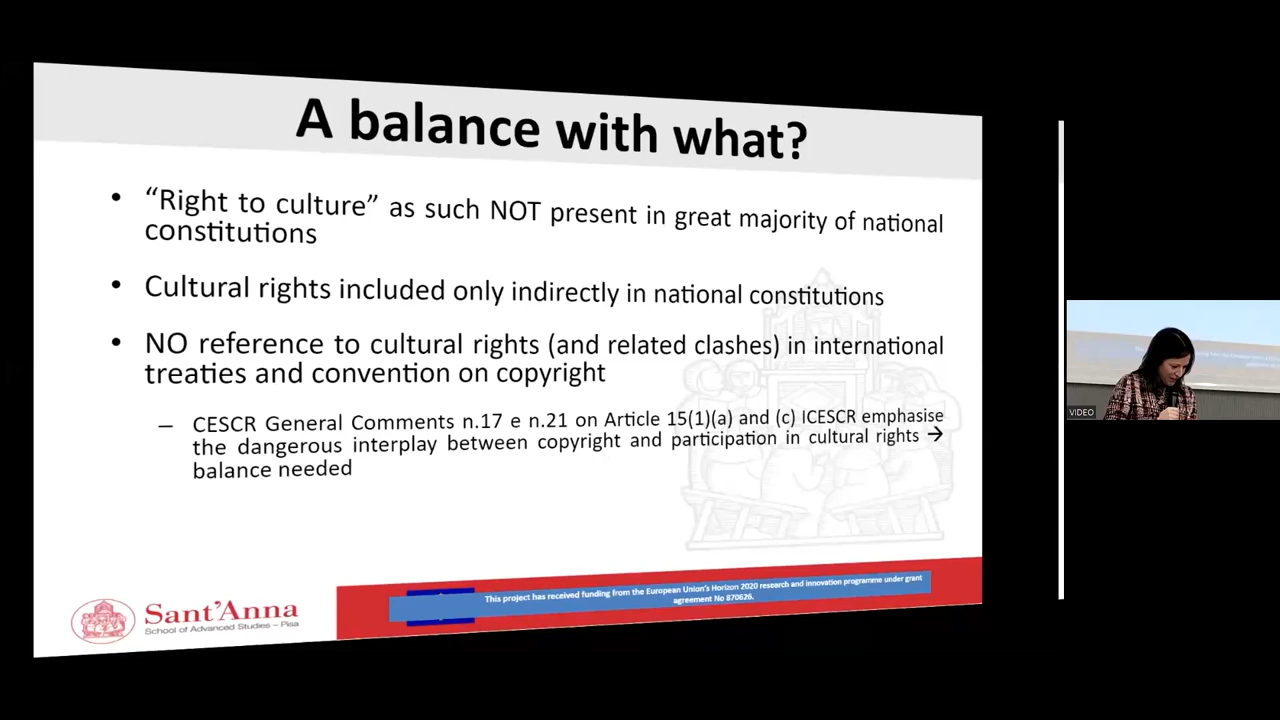 A balance with what?
• “Right to culture” as such NOT present in great majority of national
constitutions
• Cultural rights included only indirectly in national constitutions
• NO reference to cultural rights (and related clashes) in international
treaties and convention on copyright
– CESCR General Comments n.17 e n.21 on Article 15(1)(a) and (c) ICESCR emphasise
the dangerous interplay between copyright and participation in cultural rights →
balance needed
This project has received funding from the European Union's Horizon 2020 research and innovation programme under grant
agreement No 870626.
Sant'Anna
School of Advanced Studies – Pisa
VIDEO